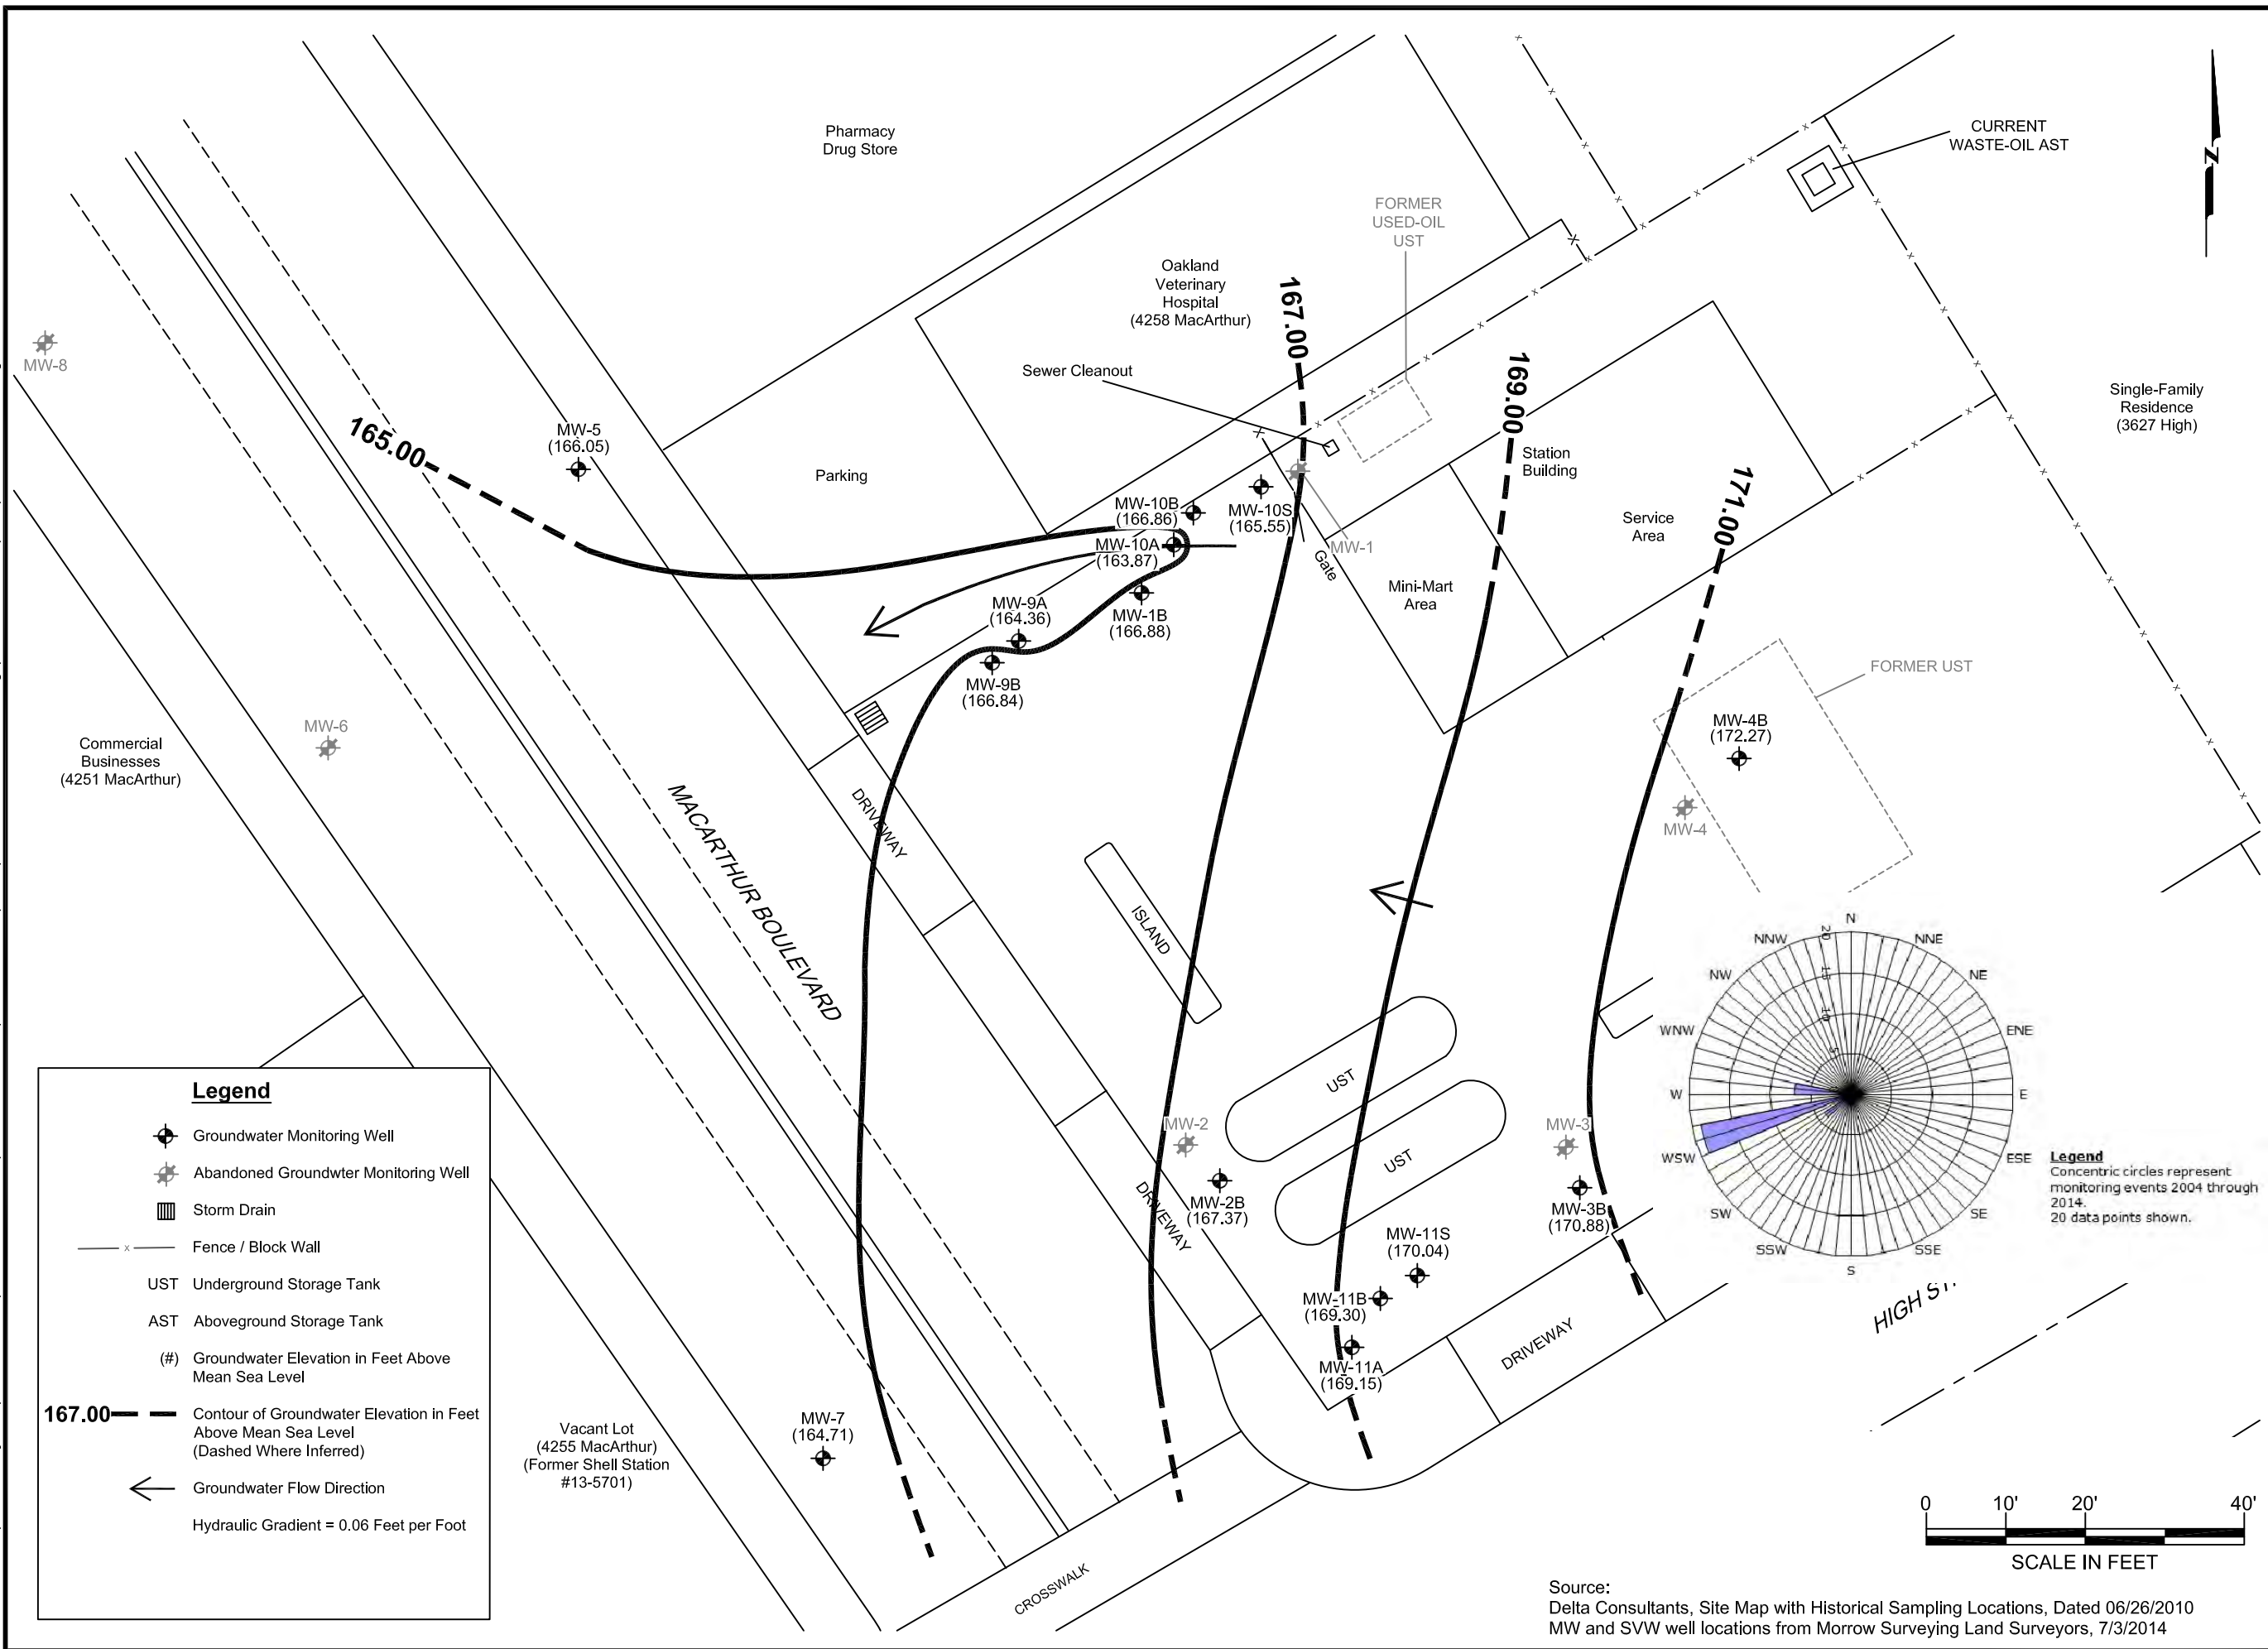 Pharmacy
Drug Store
CURRENT
WASTE-OIL AST
N
FORMER
USED-OIL
UST
Oakland
Veterinary
Hospital
(4258 MacArthur)
167.00
MW-8
Sewer Cleanout
169.00
Single-Family
Residence
(3627 High)
165.00
MW-5
(166.05)
Parking
Station
Building
171.00
MW-10B
(166.86)
MW-10S
(165.55)
Service
Area
MW-10A
(163.87)
MW-1
Gate
Mini-Mart
Area
MW-9A
(164.36)
MW-1B
(166.88)
MW-9B
(166.84)
FORMER UST
MW-4B
(172.27)
MW-6
Commercial
Businesses
(4251 MacArthur)
MACARTHUR BOULEVARD
DRIVEWAY
MW-4
ISLAND
N
NNW
20
NNE
NW
15
NE
10
WNW
ENE
5
W
E
WSW
ESE
SW
SE
SSW
SSE
S
Legend
Concentric circles represent
monitoring events 2004 through
2014.
20 data points shown.
UST
UST
MW-2
MW-3
MW-2B
(167.37)
DRIVEWAY
MW-3B
(170.88)
MW-11S
(170.04)
MW-11B
(169.30)
MW-11A
(169.15)
DRIVEWAY
HIGH ST.
MW-7
(164.71)
Vacant Lot
(4255 MacArthur)
(Former Shell Station
#13-5701)
CROSSWALK
Legend
Groundwater Monitoring Well
Abandoned Groundwter Monitoring Well
Storm Drain
x Fence / Block Wall
UST Underground Storage Tank
AST Aboveground Storage Tank
(#) Groundwater Elevation in Feet Above
Mean Sea Level
167.00 Contour of Groundwater Elevation in Feet
Above Mean Sea Level
(Dashed Where Inferred)
Groundwater Flow Direction
Hydraulic Gradient = 0.06 Feet per Foot
0 10' 20' 40'
SCALE IN FEET
Source:
Delta Consultants, Site Map with Historical Sampling Locations, Dated 06/26/2010
MW and SVW well locations from Morrow Surveying Land Surveyors, 7/3/2014